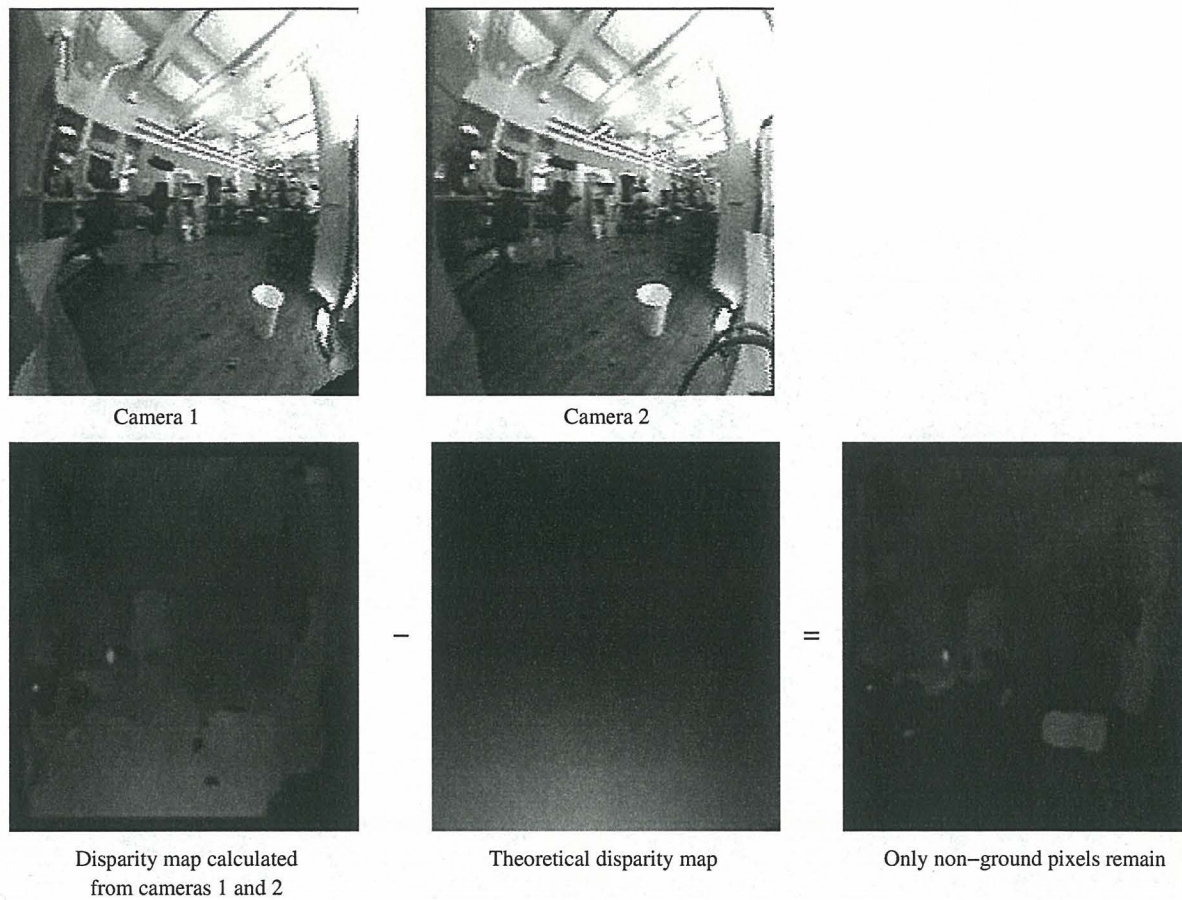 Camera 1
Camera 2
−
=
Disparity map calculated
from cameras 1 and 2
Theoretical disparity map
Only non−ground pixels remain